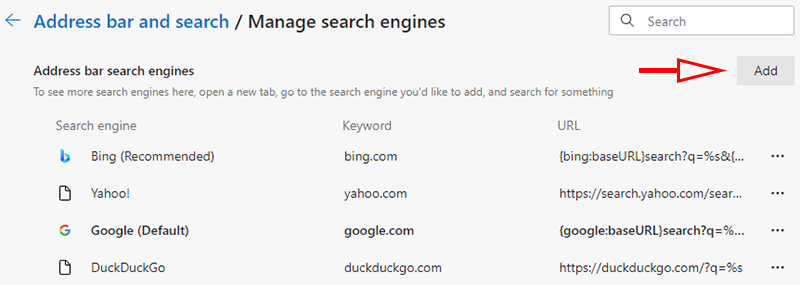 Address bar and search / Manage search engines
Search
Address bar search engines
Add
To see more search engines here, open a new tab, go to the search engine you'd like to add, and search for something
Search engine Keyword URL
Bing (Recommended) bing.com {bing:baseURL}search?q=%s&{...
Yahoo! yahoo.com https://search.yahoo.com/sear...
Google (Default) google.com {google:baseURL}search?q=%...
DuckDuckGo duckduckgo.com https://duckduckgo.com/?q=%s